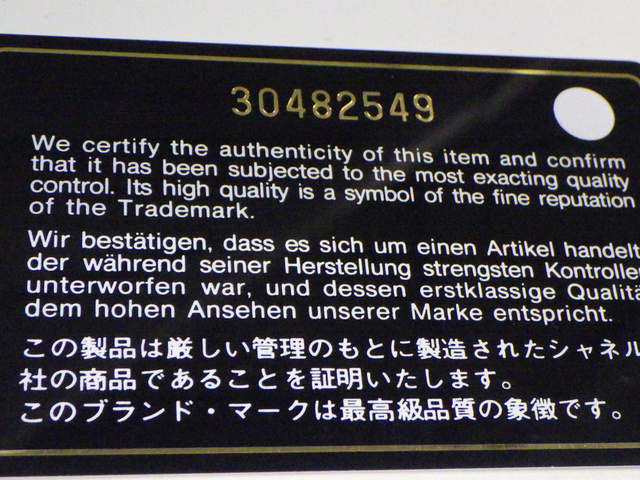 30482549
We certify the authenticity of this item and confirm
that it has been subjected to the most exacting quality
control. Its high quality is a symbol of the fine reputation
of the Trademark.
Wir bestätigen, dass es sich um einen Artikel handelt
der während seiner Herstellung strengsten Kontrolle
unterworfen war, und dessen erstklassige Qualitä
dem hohen Ansehen unserer Marke entspricht.
この製品は厳しい管理のもとに製造されたシャネル
社の商品であることを証明いたします。
このブランド・マークは最高級品質の象徴です。